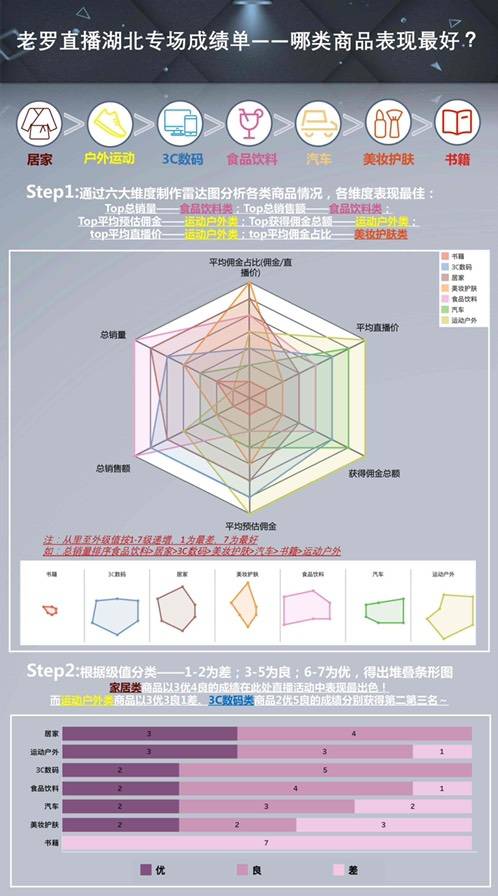 老罗直播湖北专场成绩单——哪类商品表现最好？
居家 户外运动 3C数码 食品饮料 汽车 美妆护肤 书籍
Step1:通过六大维度制作雷达图分析各类商品情况，各维度表现最佳：
Top总销量——食品饮料类；Top总销售额——食品饮料类；
Top平均预估佣金——运动户外类；Top获得佣金总额——运动户外类；
top平均直播价——运动户外类；top平均佣金占比——美妆护肤类
平均佣金占比(佣金/直
播价)
书籍
3C数码
居家
美妆护肤
食品饮料
汽车
运动户外
总销量
平均直播价
总销售额
获得佣金总额
平均预估佣金
注：从里至外级值按1-7级递增，1为最差，7为最好
如：总销量排序食品饮料>居家>3C数码>美妆护肤>汽车>书籍>运动户外
书籍 3C数码 居家 美妆护肤 食品饮料 汽车 运动户外
Step2:根据级值分类——1-2为差；3-5为良；6-7为优，得出堆叠条形图
家居类商品以3优4良的成绩在此处直播活动中表现最出色！
而运动户外类商品以3优3良1差、3C数码类商品2优5良的成绩分别获得第二第三名~
居家 3 4
运动户外 3 3 1
3C数码 2 5
食品饮料 2 4 1
汽车 2 3 2
美妆护肤 2 2 3
书籍 7
优 良 差